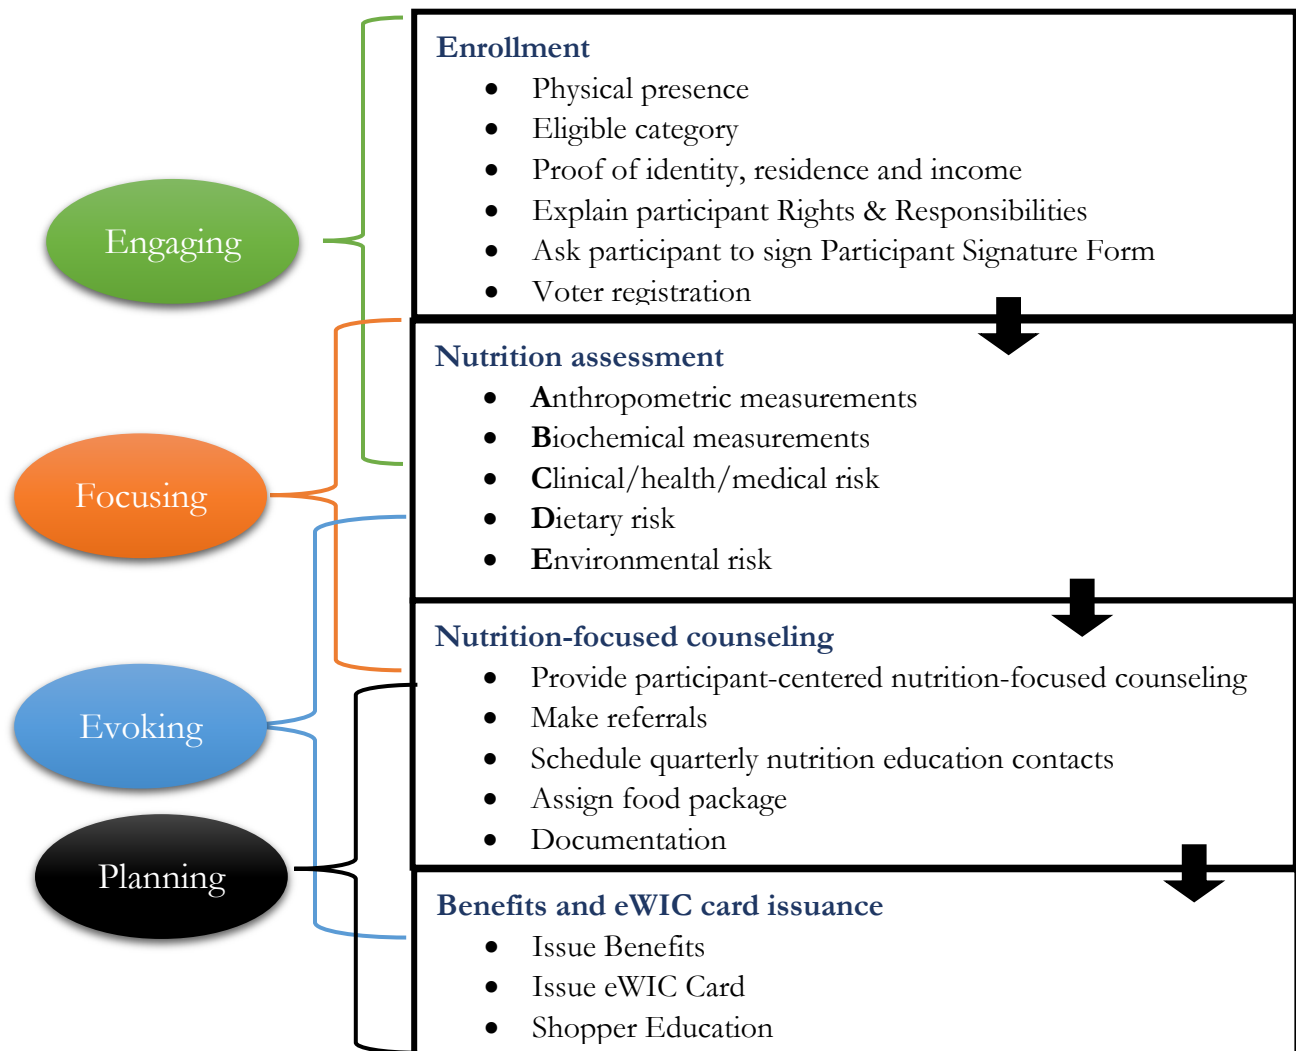 Enrollment
• Physical presence
• Eligible category
• Proof of identity, residence and income
• Explain participant Rights & Responsibilities
• Ask participant to sign Participant Signature Form
• Voter registration
Engaging
Nutrition assessment
• Anthropometric measurements
• Biochemical measurements
• Clinical/health/medical risk
• Dietary risk
• Environmental risk
Focusing
Nutrition-focused counseling
• Provide participant-centered nutrition-focused counseling
• Make referrals
• Schedule quarterly nutrition education contacts
• Assign food package
• Documentation
Evoking
Planning
Benefits and eWIC card issuance
• Issue Benefits
• Issue eWIC Card
• Shopper Education